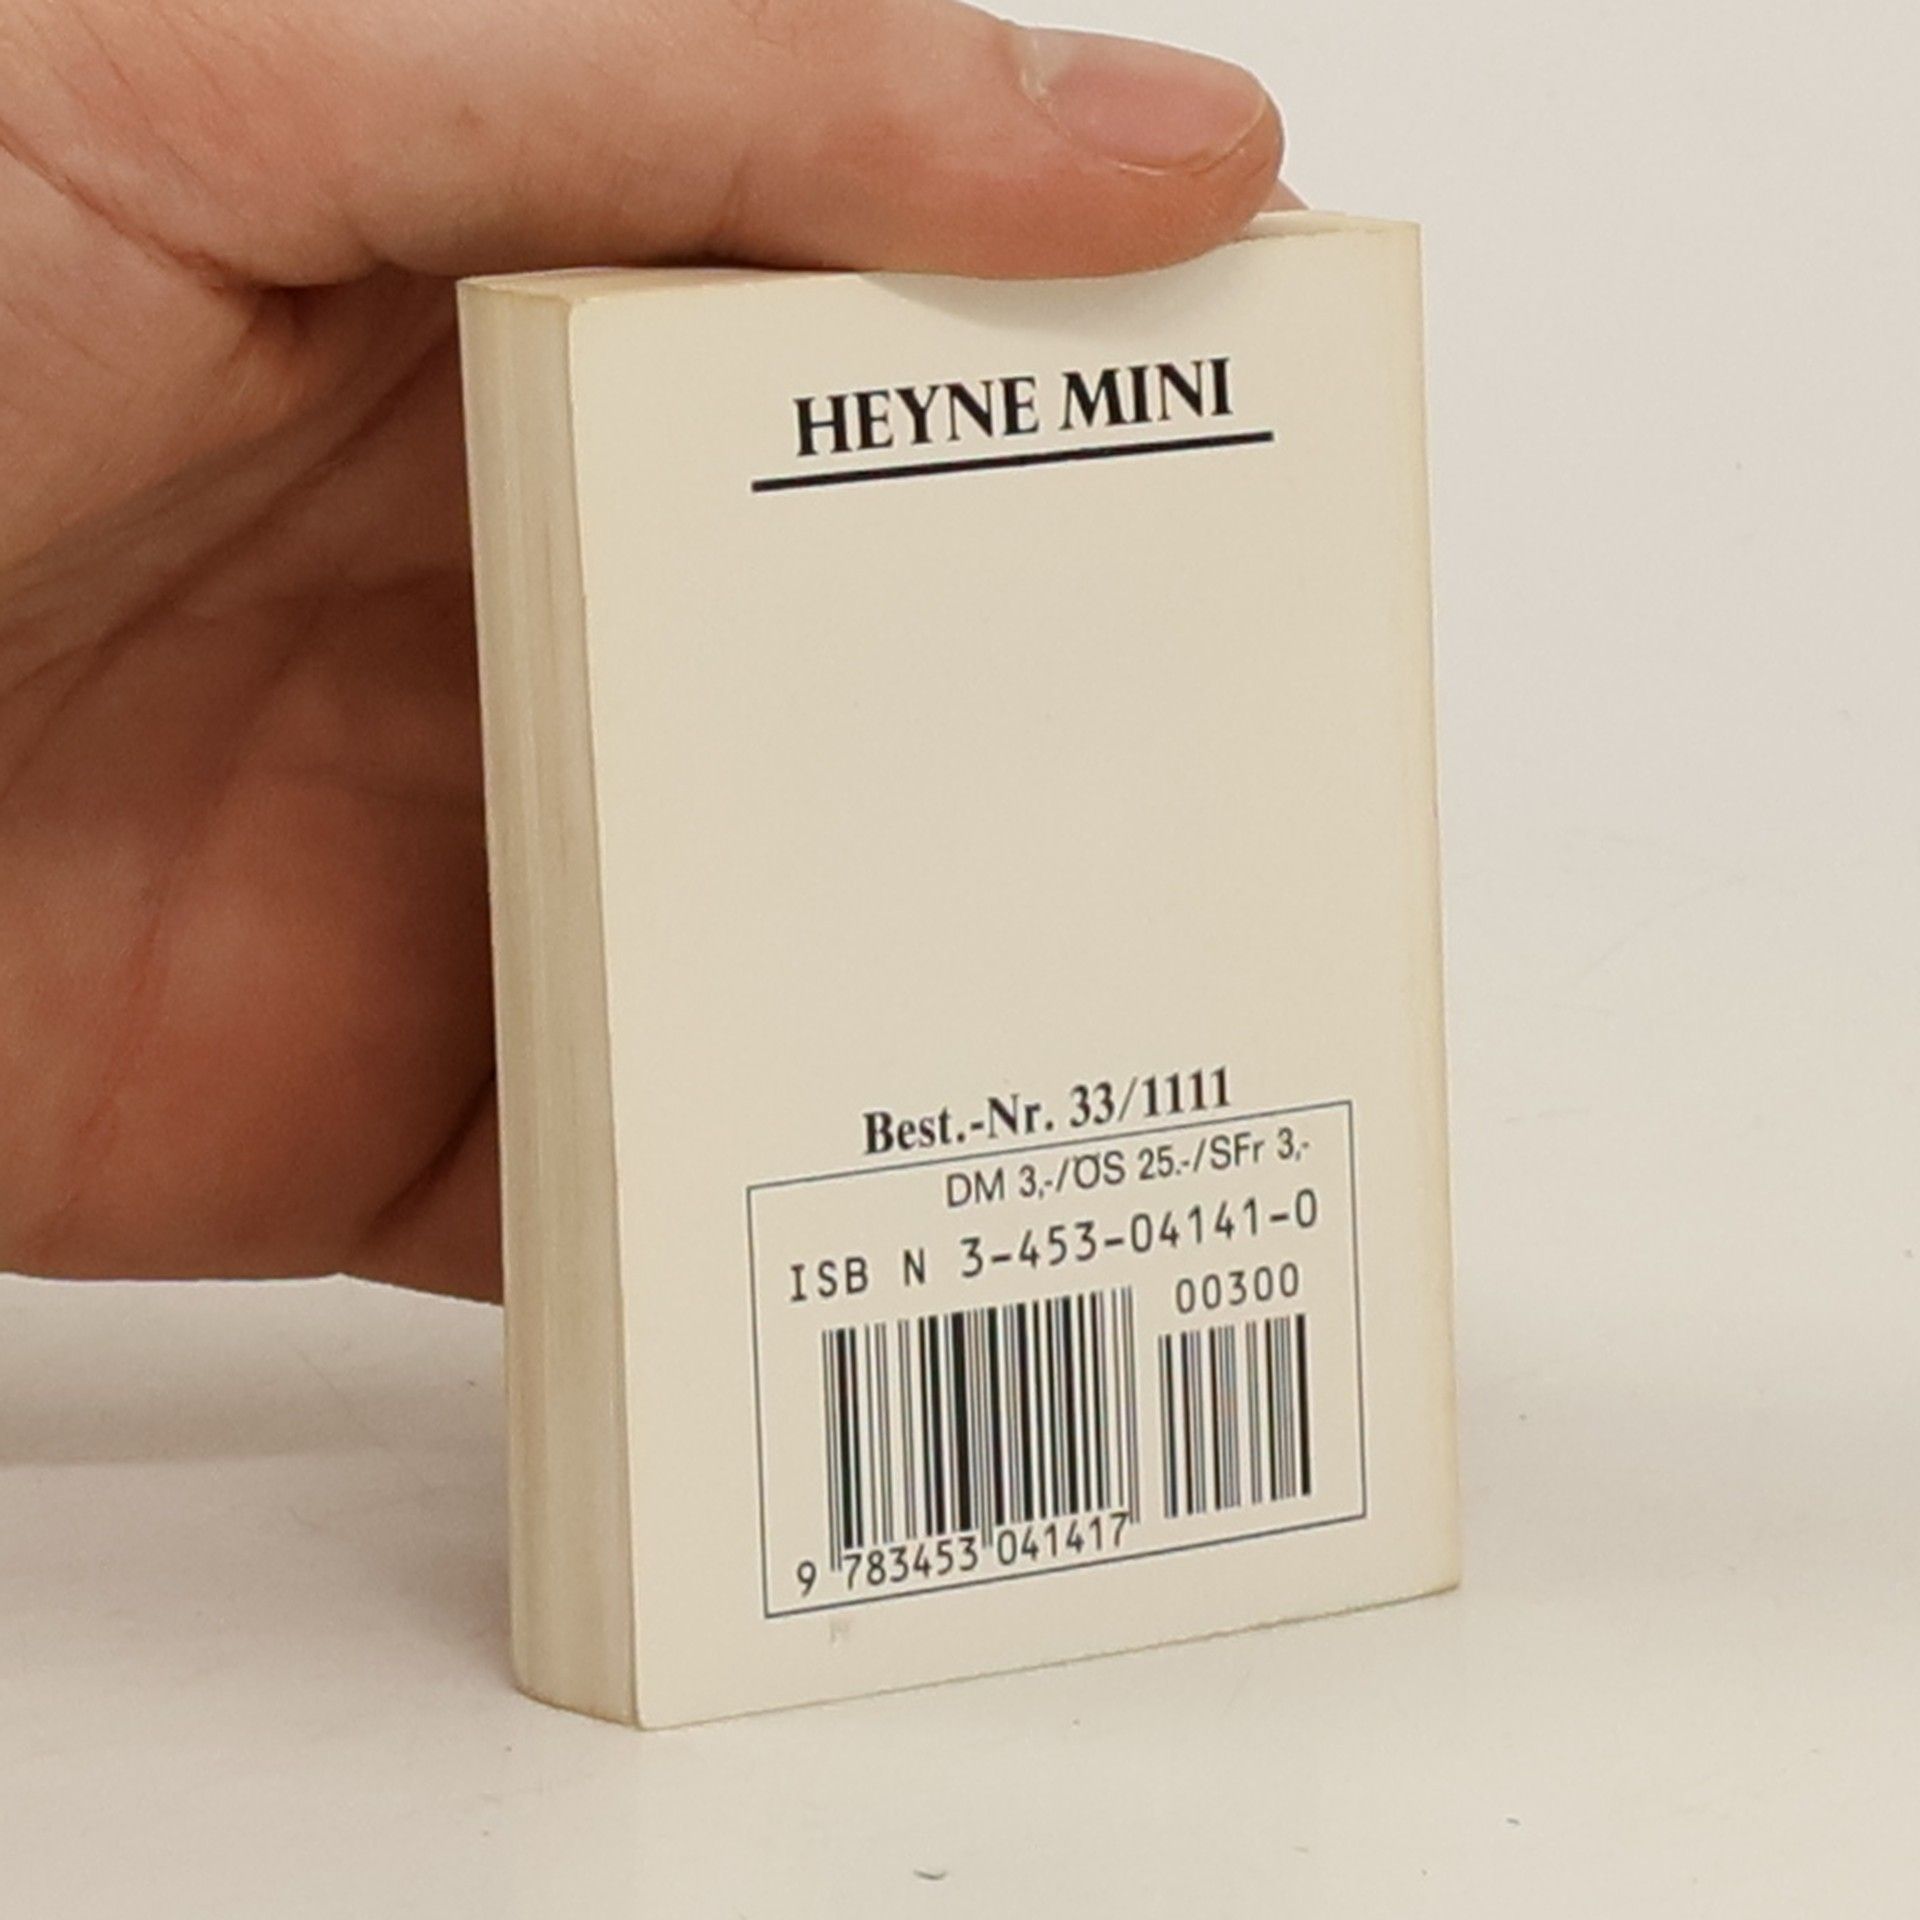 HEYNE MINI
Best.-Nr. 33/1111
DM 3,-/ÖS 25.-/SFr 3,-
ISB N 3-453-04141-0
00300
9 783453 041417